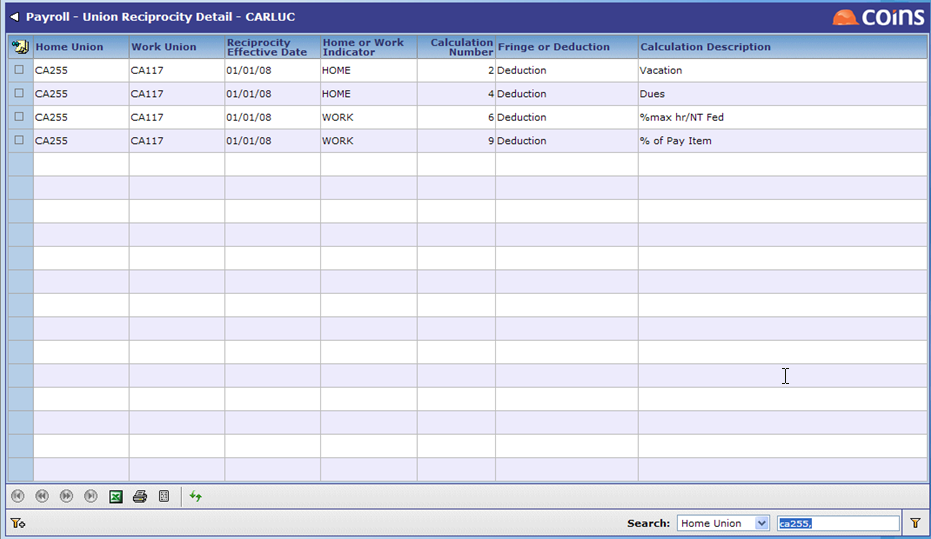 Payroll - Union Reciprocity Detail - CARLUC
coins
Home Union Work Union Reciprocity Effective Date Home or Work Indicator Calculation Number Fringe or Deduction Calculation Description
CA255 CA117 01/01/08 HOME 2 Deduction Vacation
CA255 CA117 01/01/08 HOME 4 Deduction Dues
CA255 CA117 01/01/08 WORK 6 Deduction %max hr/NT Fed
CA255 CA117 01/01/08 WORK 9 Deduction % of Pay Item
Search: Home Union ca255,